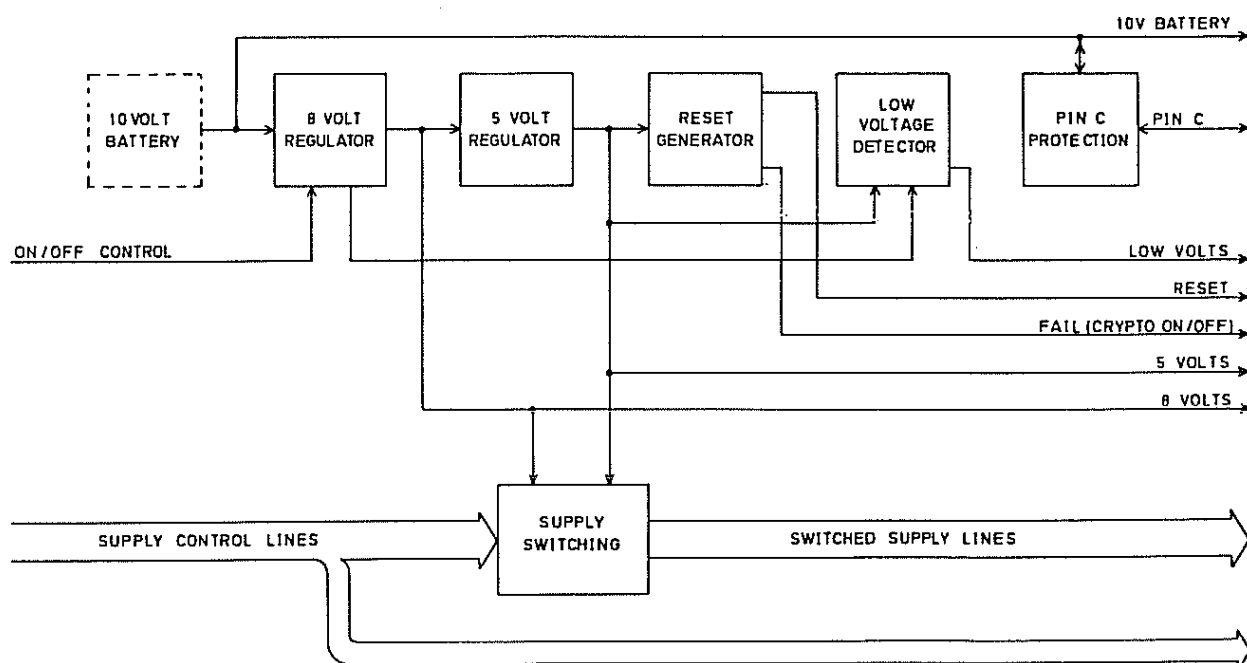 10V BATTERY
10 VOLT
BATTERY
8 VOLT
REGULATOR
5 VOLT
REGULATOR
RESET
GENERATOR
LOW
VOLTAGE
DETECTOR
PIN C
PROTECTION
PIN C
ON/OFF CONTROL
LOW VOLTS
RESET
FAIL (CRYPTO ON/OFF)
5 VOLTS
8 VOLTS
SUPPLY CONTROL LINES
SUPPLY
SWITCHING
SWITCHED SUPPLY LINES